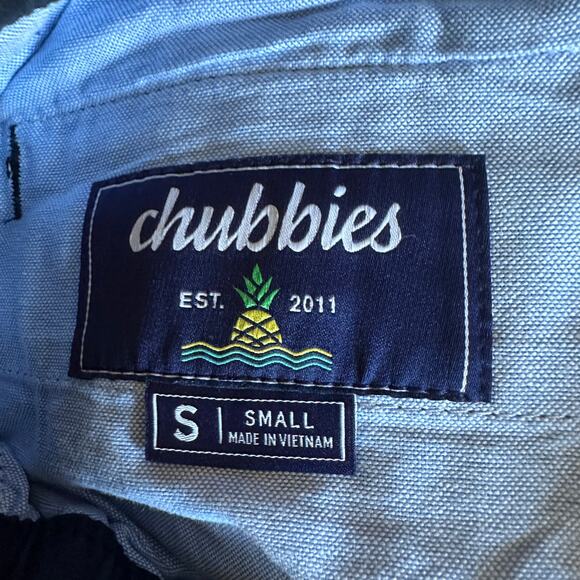 chubbies
EST. 2011
S SMALL
MADE IN VIETNAM